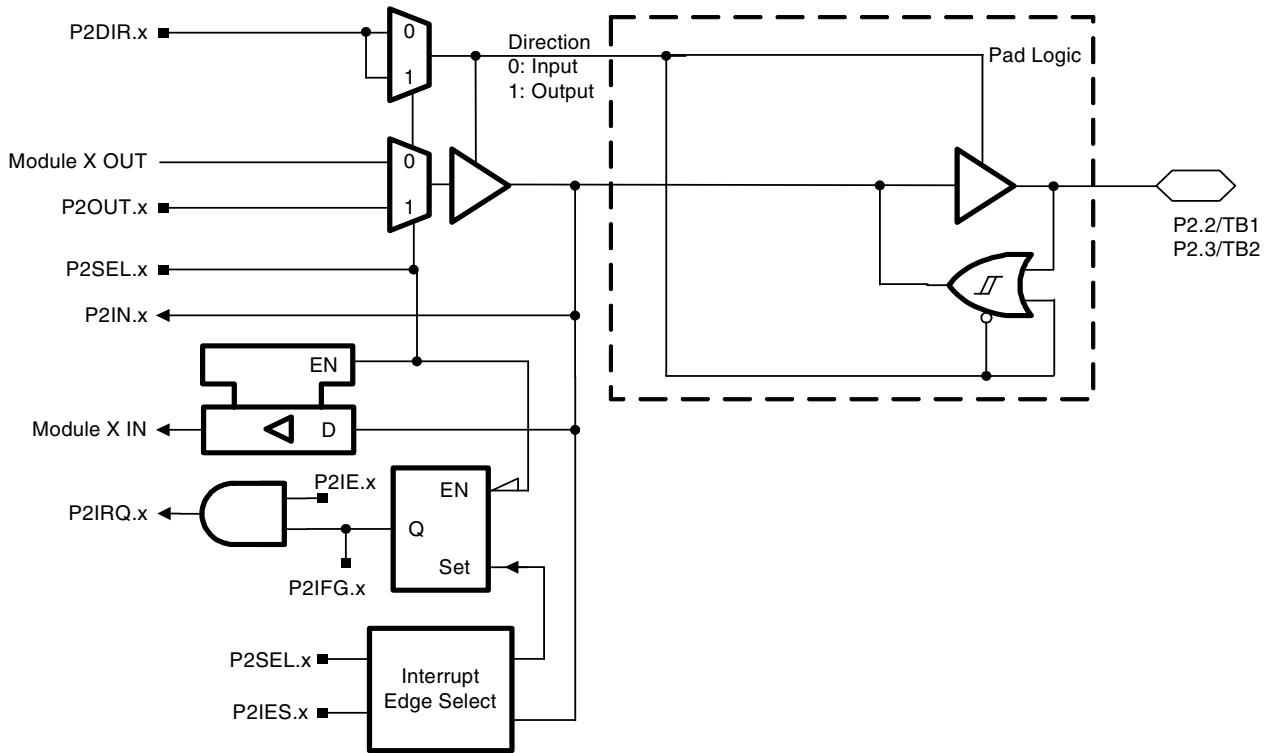 P2DIR.x
0
1
Direction
0: Input
1: Output
Pad Logic
Module X OUT
0
P2OUT.x
1
P2SEL.x
P2IN.x
P2.2/TB1
P2.3/TB2
EN
Module X IN
D
P2IE.x
EN
P2IRQ.x
Q
Set
P2IFG.x
P2SEL.x
Interrupt
Edge Select
P2IES.x